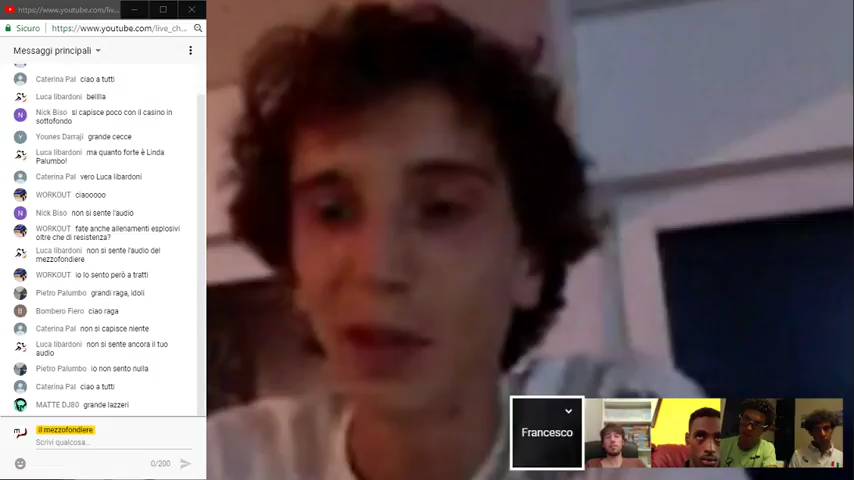 https://www.youtube.com/live_...
Sicuro https://www.youtube.com/live_ch...
Messaggi principali
Caterina Pal ciao a tutti
Luca libardoni belllla
N Nick Biso si capisce poco con il casino in
sottofondo
Y Younes Darraji grande cecce
Luca libardoni ma quanto forte è Linda
Palumbo!
Caterina Pal vero Luca libardoni
WORKOUT ciaooooo
N Nick Biso non si sente l'audio
WORKOUT fate anche allenamenti esplosivi
oltre che di resistenza?
Luca libardoni non si sente l'audio del
mezzofondiere
WORKOUT io lo sento però a tratti
Pietro Palumbo grandi raga, idoli
B Bombero Fiero ciao raga
Caterina Pal non si capisce niente
Luca libardoni non si sente ancora il tuo
audio
Pietro Palumbo io non sento nulla
Caterina Pal ciao a tutti
MATTE DJ80 grande lazzeri
il mezzofondiere
Scrivi qualcosa...
0/200
Francesco